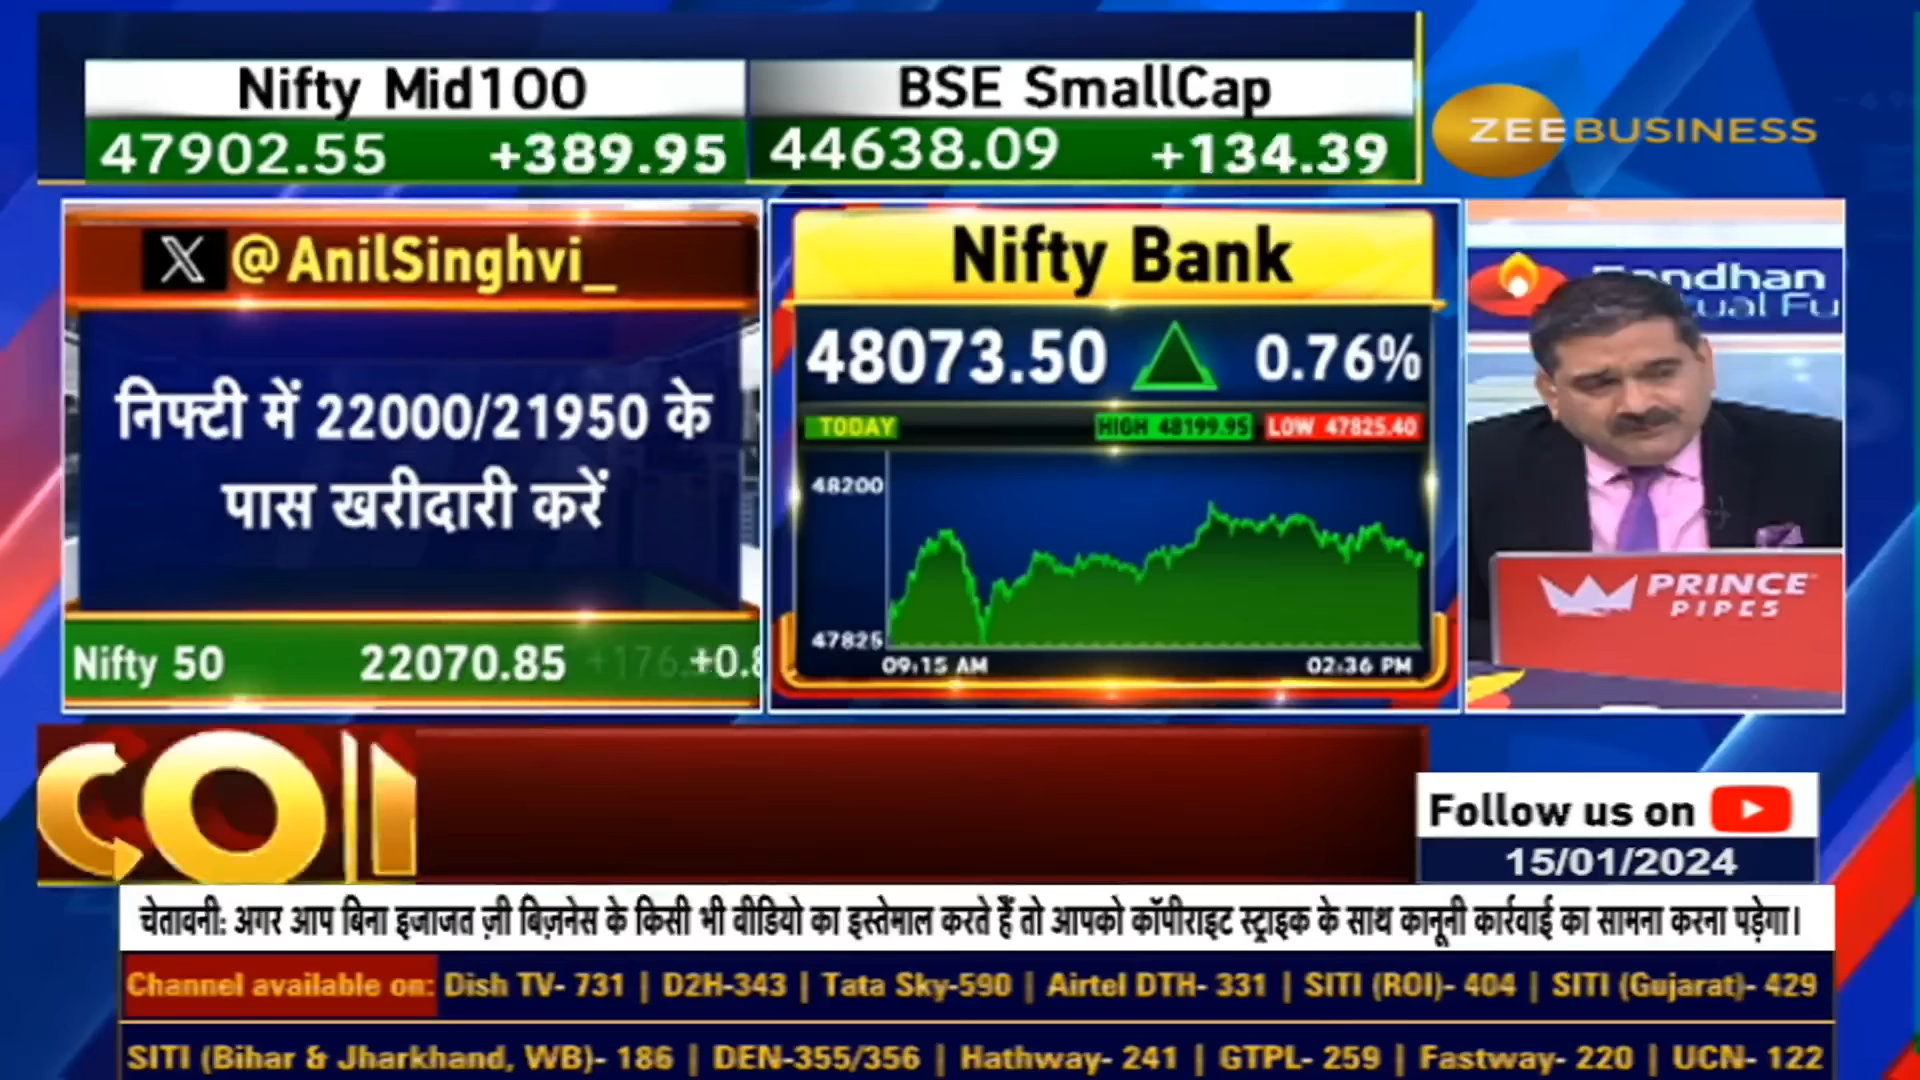 Nifty Mid100
47902.55 +389.95
BSE SmallCap
44638.09 +134.39
ZEE BUSINESS
X @AnilSinghvi_
निफ्टी में 22000/21950 के
पास खरीदारी करें
Nifty 50 22070.85 +176. +0.8
Nifty Bank
48073.50 0.76%
TODAY HIGH 48199.95 LOW 47825.40
48200
47825
09:15 AM 02:36 PM
PRINCE
PIPES
Follow us on
15/01/2024
चेतावनी: अगर आप बिना इजाजत ज़ी बिज़नेस के किसी भी वीडियो का इस्तेमाल करते हैं तो आपको कॉपीराइट स्ट्राइक के साथ कानूनी कार्रवाई का सामना करना पड़ेगा।
Channel available on: Dish TV- 731 | D2H-343 | Tata Sky-590 | Airtel DTH- 331 | SITI (ROI)- 404 | SITI (Gujarat)- 429
SITI (Bihar & Jharkhand, WB)- 186 | DEN-355/356 | Hathway- 241 | GTPL- 259 | Fastway- 220 | UCN- 122